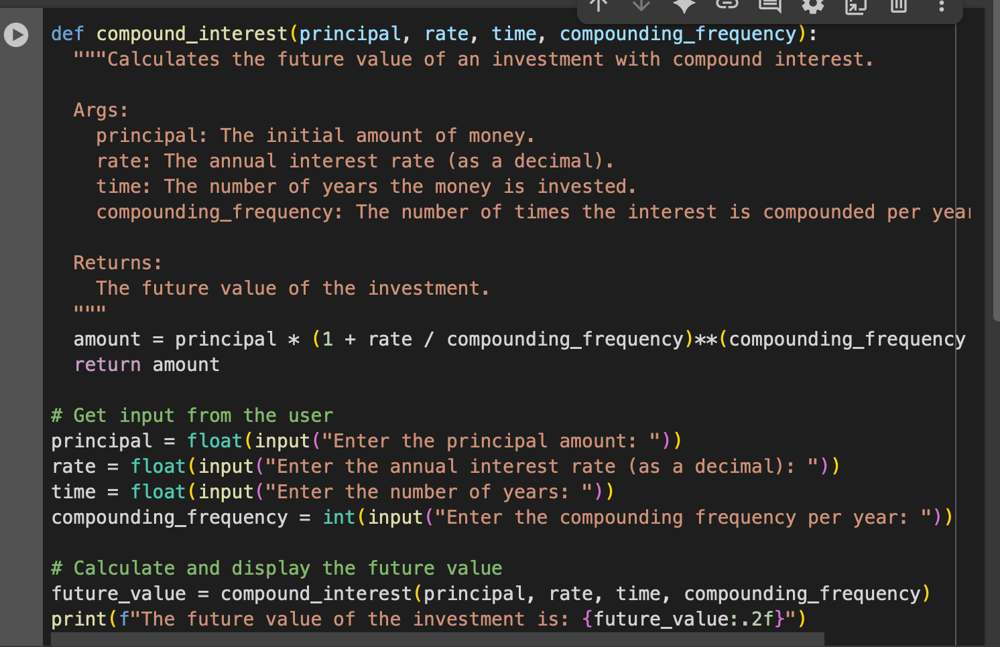 def compound_interest(principal, rate, time, compounding_frequency):
  """Calculates the future value of an investment with compound interest.

  Args:
    principal: The initial amount of money.
    rate: The annual interest rate (as a decimal).
    time: The number of years the money is invested.
    compounding_frequency: The number of times the interest is compounded per year

  Returns:
    The future value of the investment.
  """
  amount = principal * (1 + rate / compounding_frequency)**(compounding_frequency
  return amount

# Get input from the user
principal = float(input("Enter the principal amount: "))
rate = float(input("Enter the annual interest rate (as a decimal): "))
time = float(input("Enter the number of years: "))
compounding_frequency = int(input("Enter the compounding frequency per year: "))

# Calculate and display the future value
future_value = compound_interest(principal, rate, time, compounding_frequency)
print(f"The future value of the investment is: {future_value:.2f}")